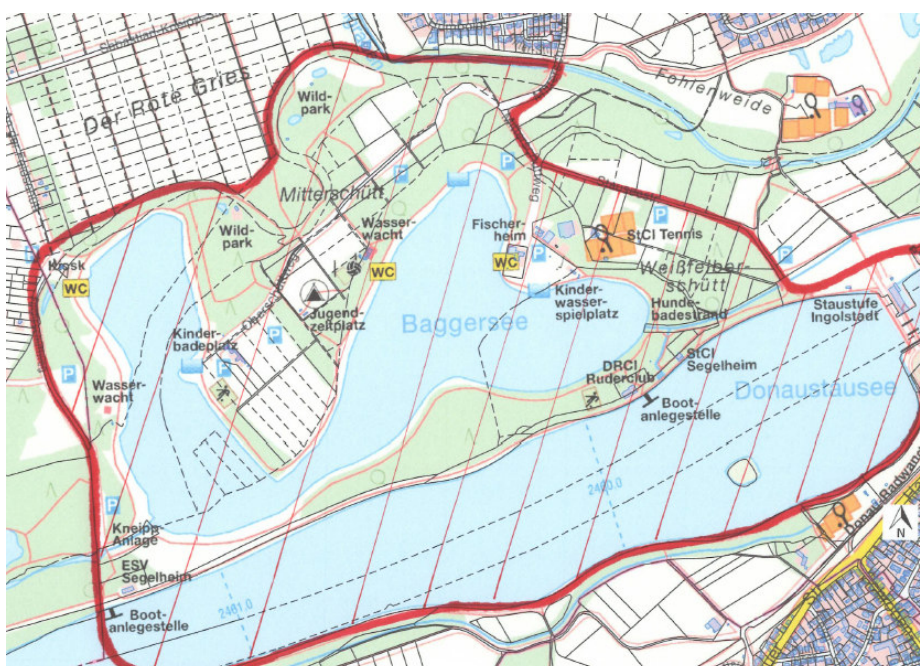 Sebastian-Kneipp-
Der Rote Gries
Wild-
park
Fohlenweide
Mitterschütt
Wasser-
wacht
Fischer-
heim
Wild-
park
StCl Tennis
Kiosk
WC
WC
WC
Weißfelber-
schütt
Kinder-
wasser-
spielplatz
Hunde-
badestrand
Staustufe
Ingolstadt
Jugend-
zeltplatz
Baggersee
Kinder-
badeplatz
StCl
Segelheim
DRCI
Ruderclub
Donaustausee
Wasser-
wacht
Boot-
anlegestelle
2460.0
Kneipp-
Anlage
ESV
Segelheim
2461.0
Boot-
anlegestelle
P
P
P
P
P
P
P
P
P
P
N